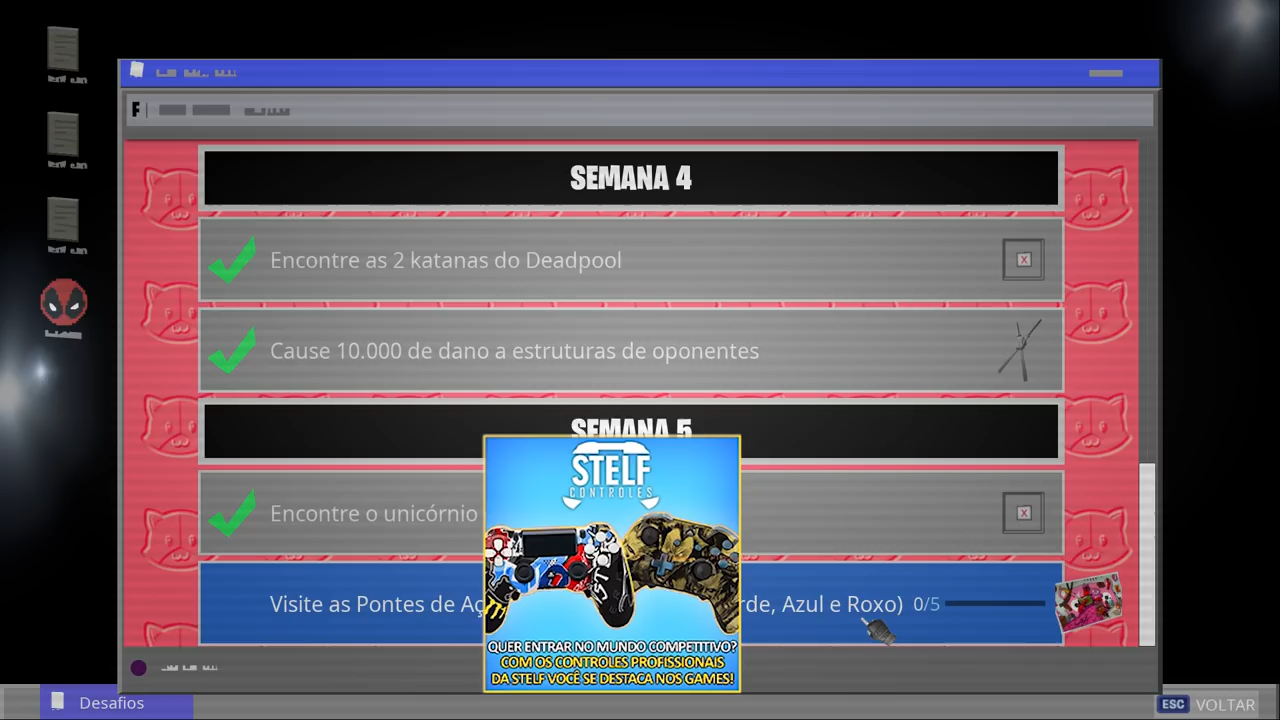 F
SEMANA 4
Encontre as 2 katanas do Deadpool
X
Cause 10.000 de dano a estruturas de oponentes
SEMANA 5
Encontre o unicórnio
X
Visite as Pontes de Aç rde, Azul e Roxo) 0/5
STELF
CONTROLES
QUER ENTRAR NO MUNDO COMPETITIVO?
COM OS CONTROLES PROFISSIONAIS
DA STELF VOCÊ SE DESTACA NOS GAMES!
Desafios
ESC VOLTAR